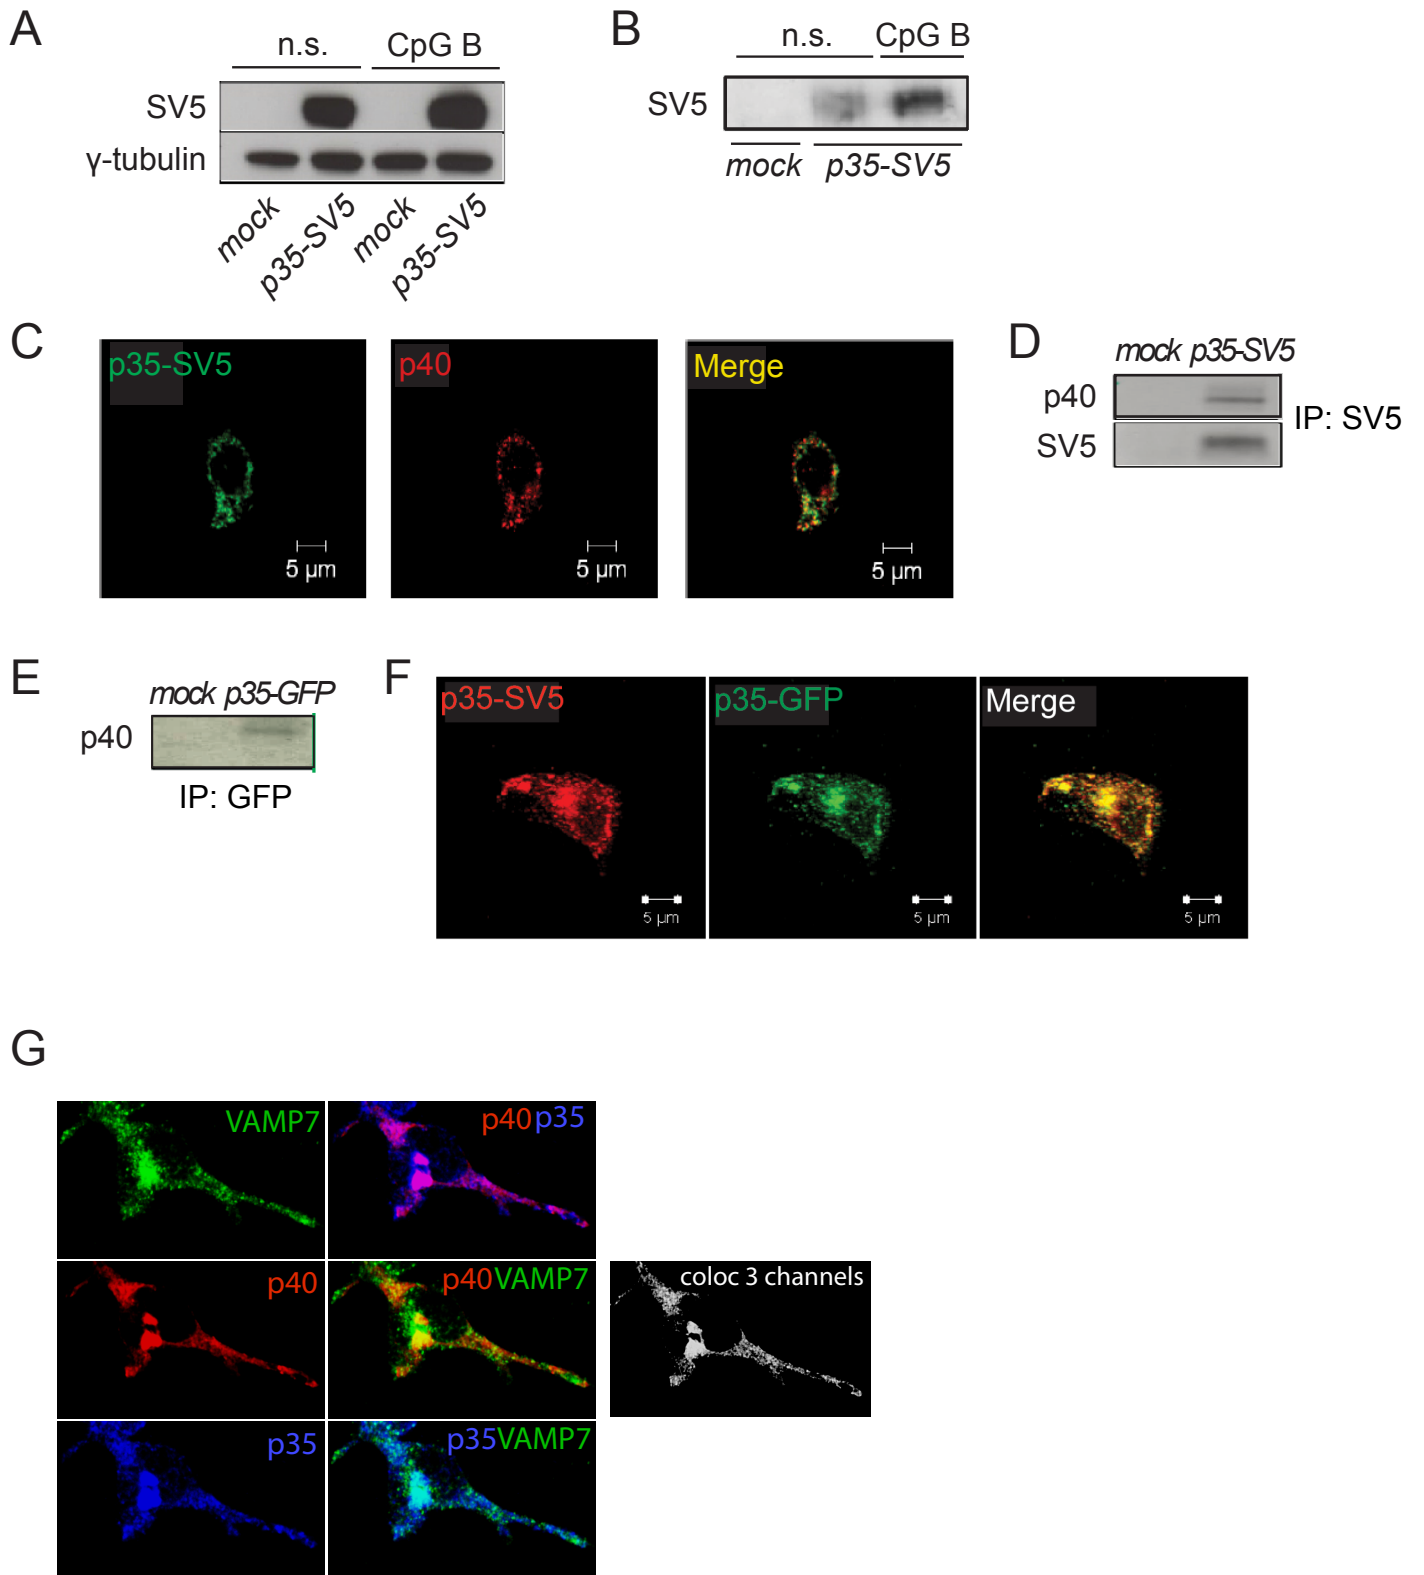 A
n.s. CpG B
SV5
γ-tubulin
mock p35-SV5 mock p35-SV5
B
n.s. CpG B
SV5
mock p35-SV5
C
p35-SV5 p40 Merge
5 μm 5 μm 5 μm
D
mock p35-SV5
p40
IP: SV5
SV5
E
mock p35-GFP
p40
IP: GFP
F
p35-SV5 p35-GFP Merge
5 μm 5 μm 5 μm
G
VAMP7 p40p35
p40 p40VAMP7 coloc 3 channels
p35 p35VAMP7